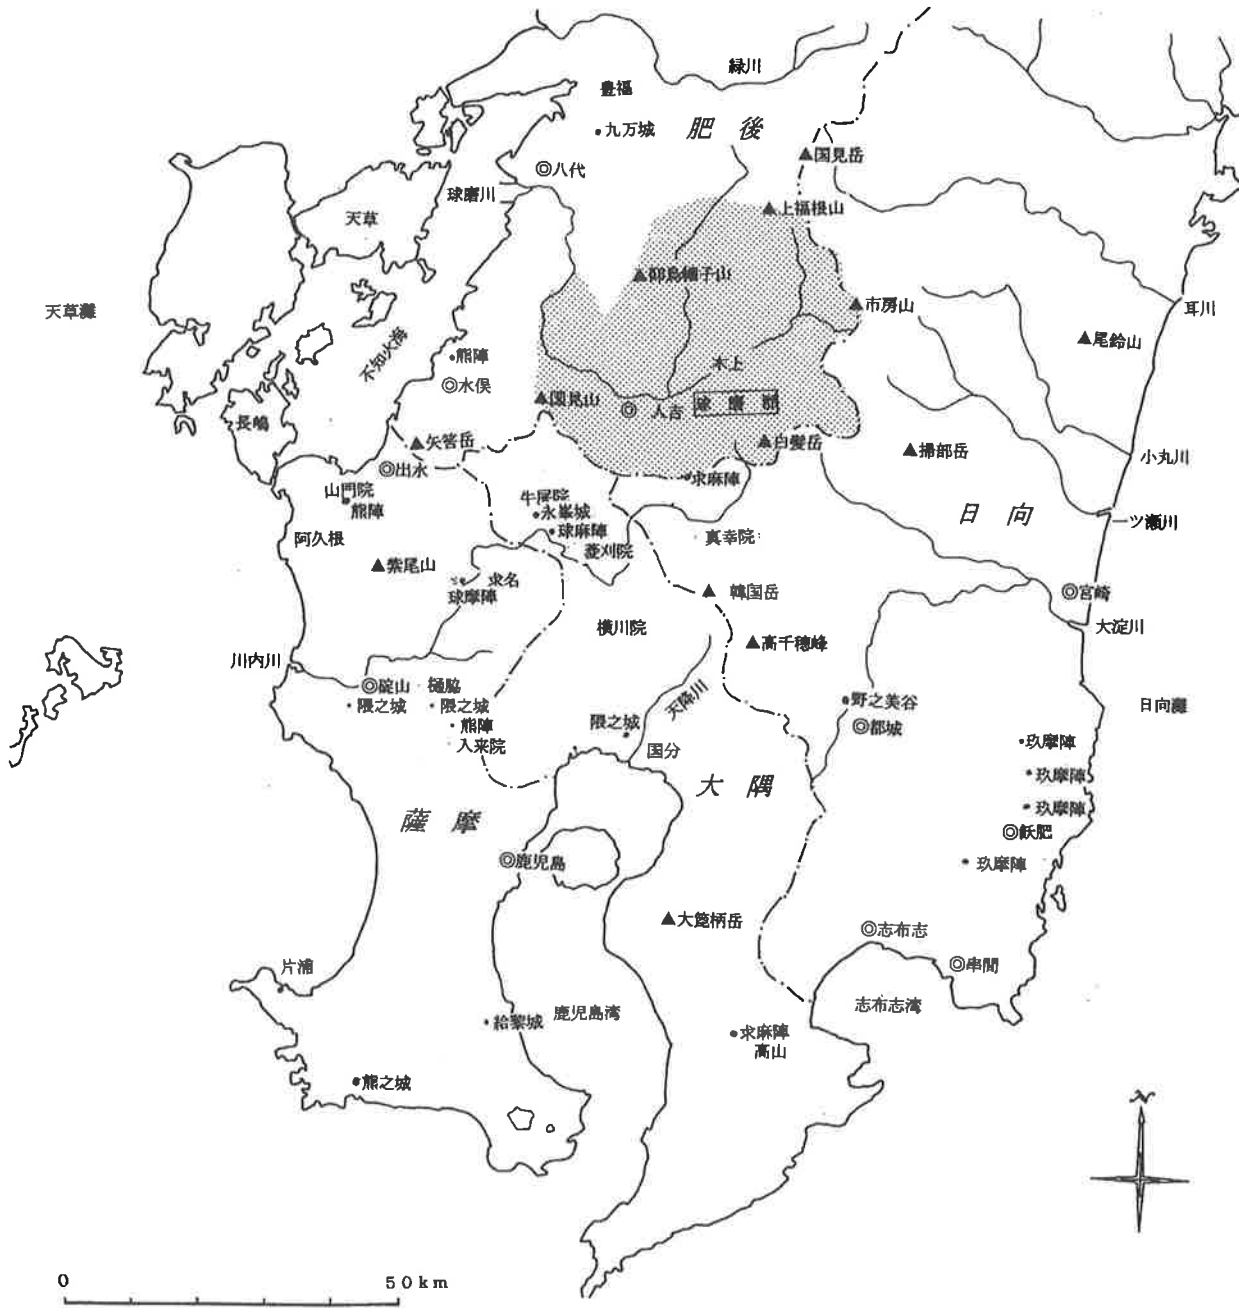 緑川
豊福
九万城
肥後
国見岳
八代
球磨川
上福根山
天草
市房山
天草灘
耳川
尾鈴山
不知火海
熊陣
木上
水俣
国見山
人吉
球磨郡
長嶋
矢筈岳
白髪岳
掃部岳
小丸川
出水
求麻陣
山門院
熊陣
牛屎院
永峯城
日向
一ツ瀬川
球麻陣
阿久根
菱刈院
真幸院
紫尾山
求名
球摩陣
韓国岳
宮崎
横川院
大淀川
高千穂峰
川内川
碇山
樋脇
天降川
隈之城
隈之城
野之美谷
日向灘
熊陣
隈之城
都城
入来院
国分
玖摩陣
大隅
玖摩陣
薩摩
玖摩陣
飫肥
鹿児島
玖摩陣
大箆柄岳
志布志
串間
片浦
志布志湾
給黎城
鹿児島湾
求麻陣
高山
熊之城
N
0
50km